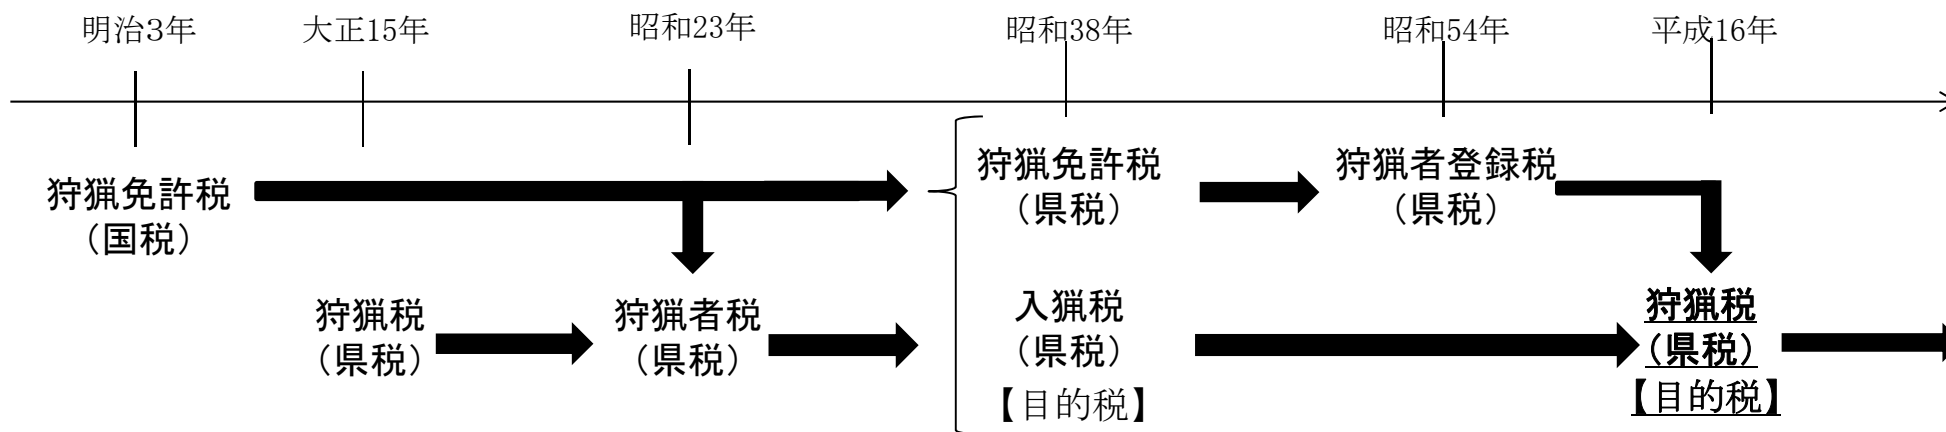 明治3年
大正15年
昭和23年
昭和38年
昭和54年
平成16年
狩猟免許税
（国税）
狩猟免許税
（県税）
狩猟者登録税
（県税）
狩猟税
（県税）
狩猟者税
（県税）
入猟税
（県税）
【目的税】
狩猟税
（県税）
【目的税】